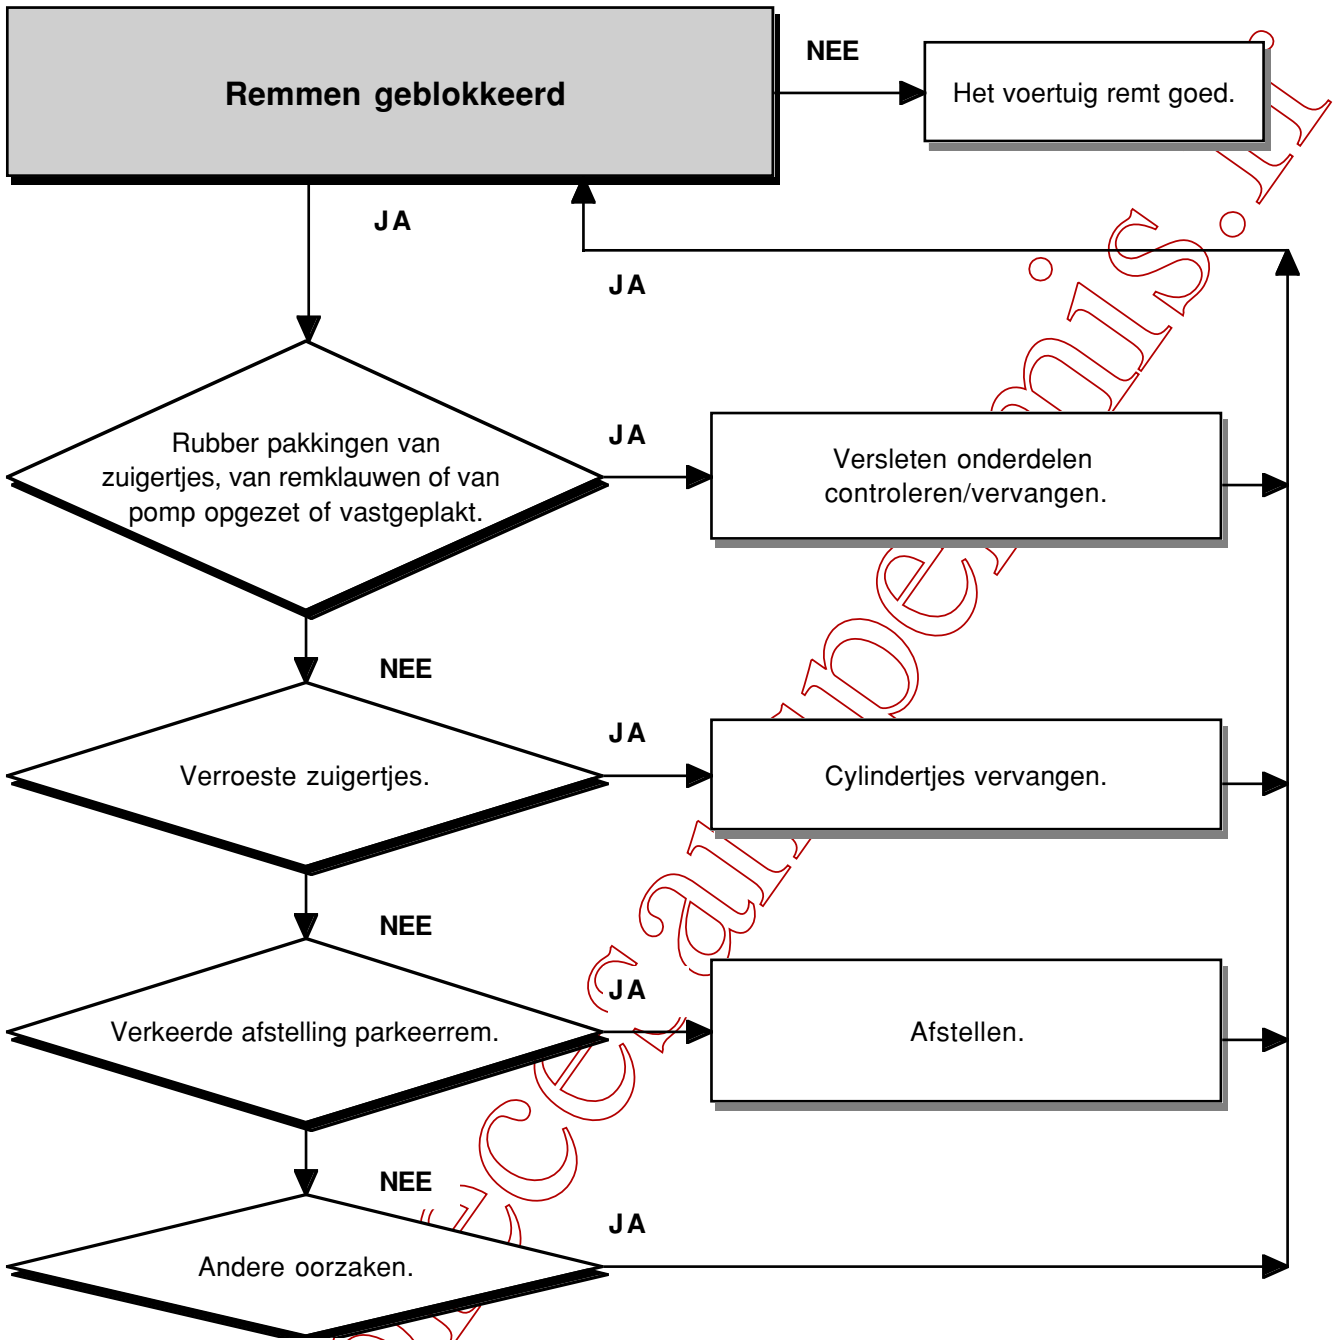 Remmen geblokkeerd
NEE
Het voertuig remt goed.
JA
JA
Rubber pakkingen van
zuigertjes, van remklauwen of van
pomp opgezet of vastgeplakt.
JA
Versleten onderdelen
controleren/vervangen.
NEE
Verroeste zuigertjes.
JA
Cylindertjes vervangen.
NEE
Verkeerde afstelling parkeerrem.
JA
Afstellen.
NEE
Andere oorzaken.
JA